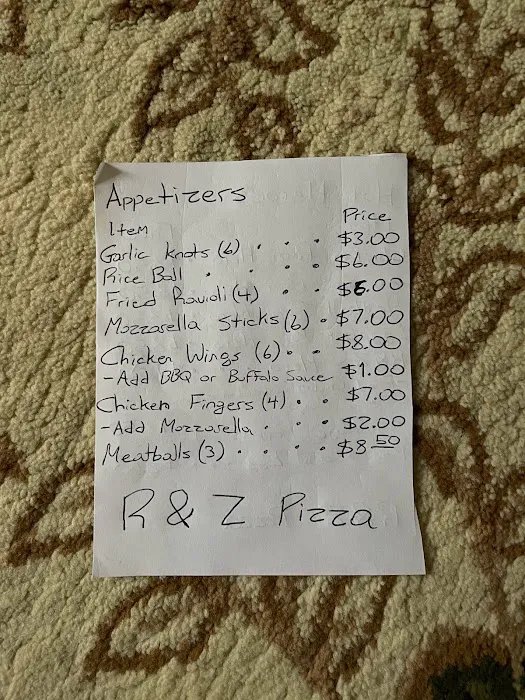 Appetizers
Item Price
Garlic knots (6) . . . $3.00
Rice Ball . . . . $6.00
Fried Ravioli (4) . . $6.00
Mozzarella Sticks (6) . $7.00
Chicken Wings (6) . . $8.00
-Add BBQ or Buffalo Sauce $1.00
Chicken Fingers (4) . . $7.00
-Add Mozzarella . . . $2.00
Meatballs (3) . . . . $8 50
R & Z Pizza